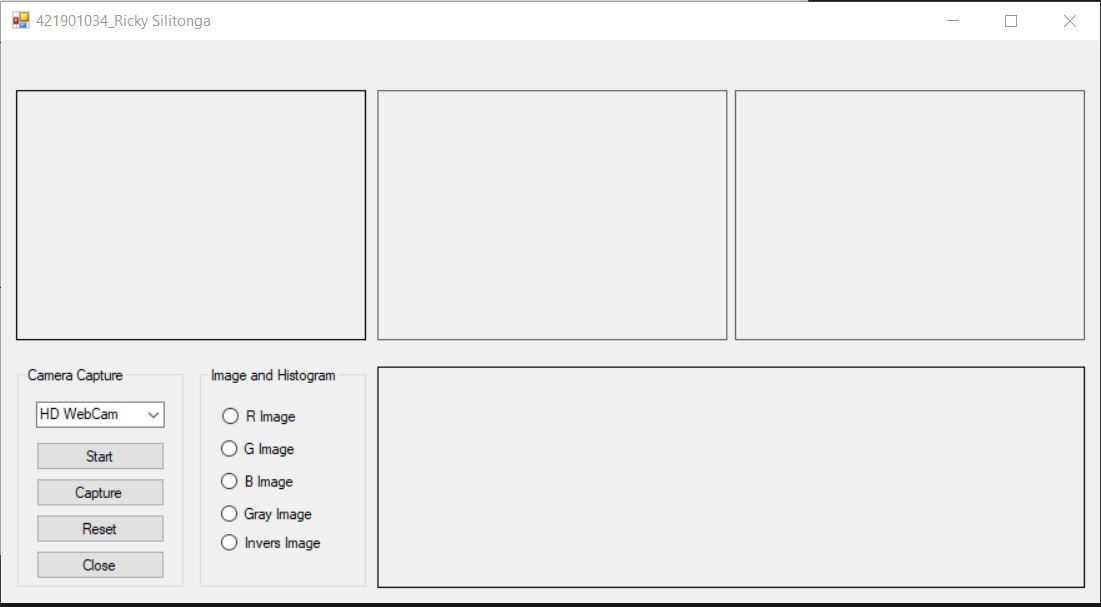 421901034_Ricky Silitonga
Camera Capture
HD WebCam
Start
Capture
Reset
Close
Image and Histogram
R Image
G Image
B Image
Gray Image
Invers Image